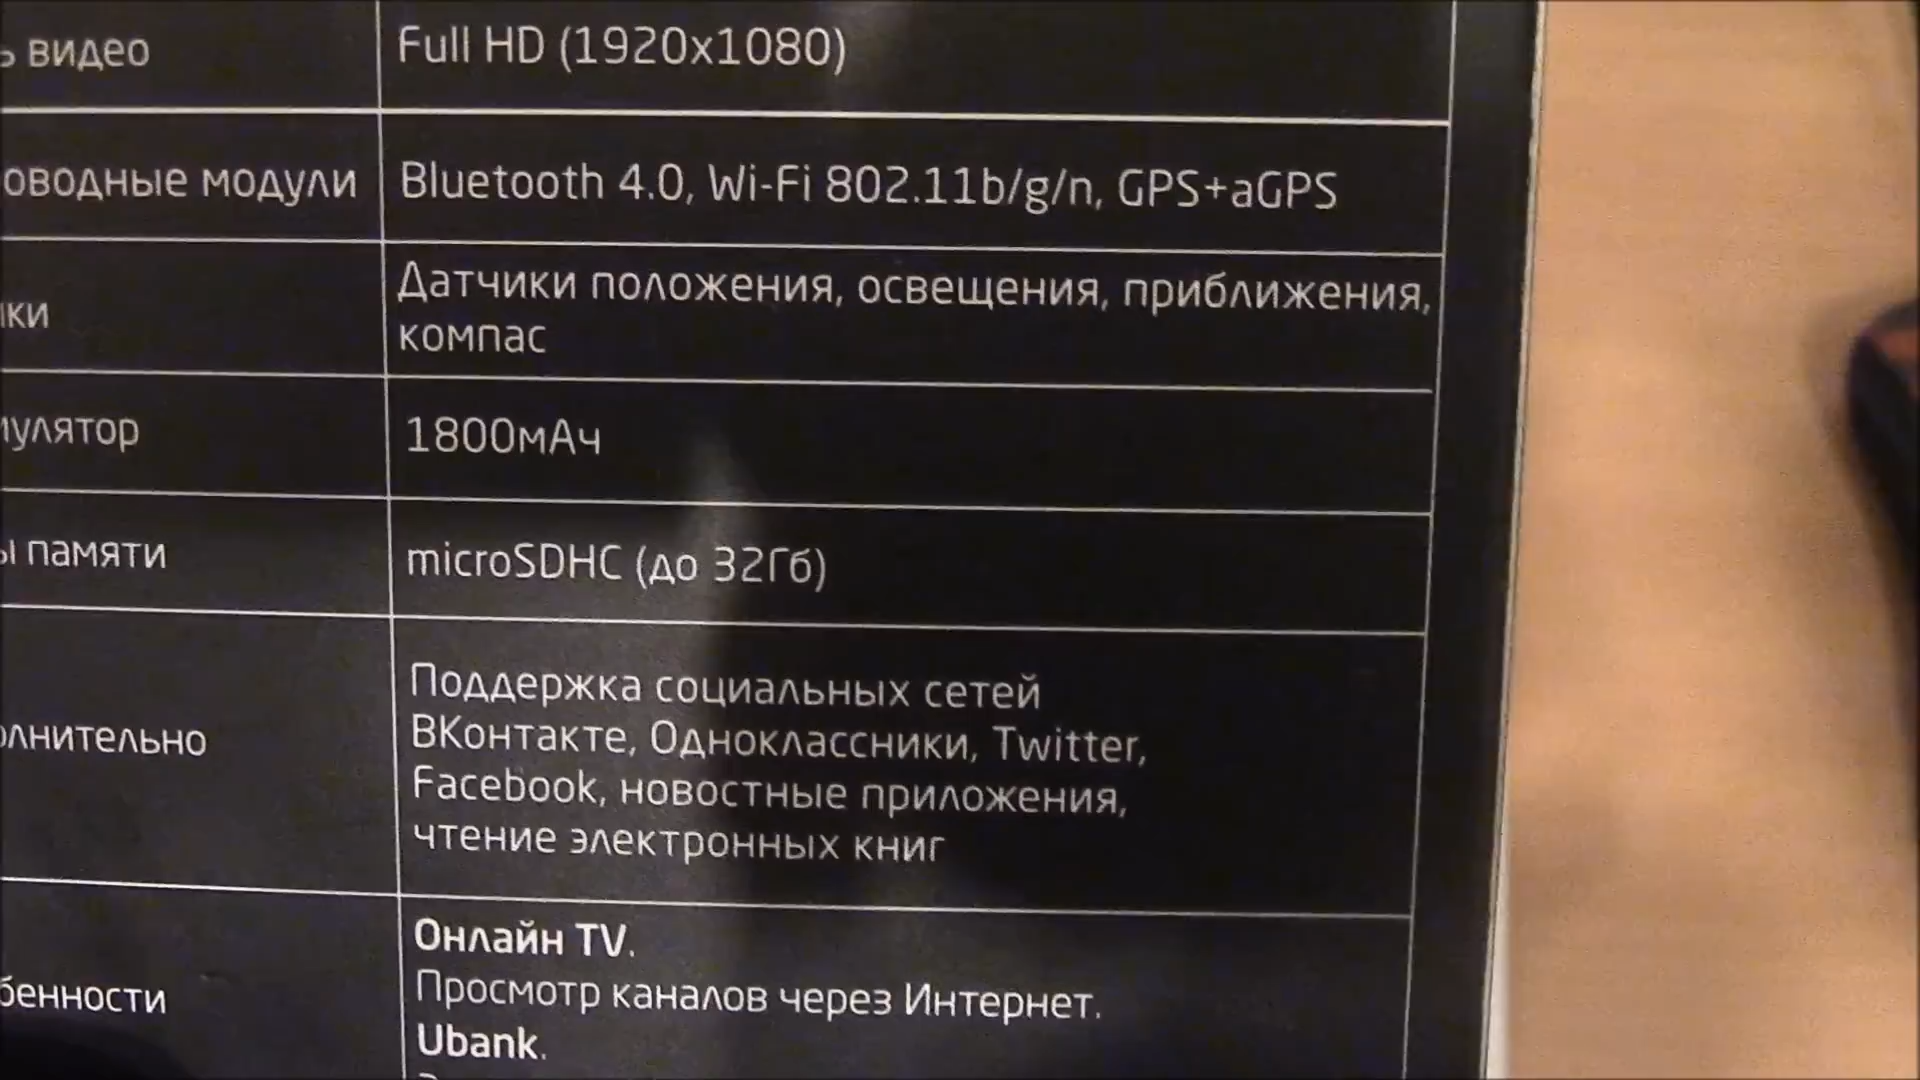 ь видео
Full HD (1920x1080)
оводные модули
Bluetooth 4.0, Wi-Fi 802.11b/g/n, GPS+aGPS
ки
Датчики положения, освещения, приближения,
компас
улятор
1800мАч
ы памяти
microSDHC (до 32Гб)
олнительно
Поддержка социальных сетей
ВКонтакте, Одноклассники, Twitter,
Facebook, новостные приложения,
чтение электронных книг
бенности
Онлайн TV.
Просмотр каналов через Интернет.
Ubank.